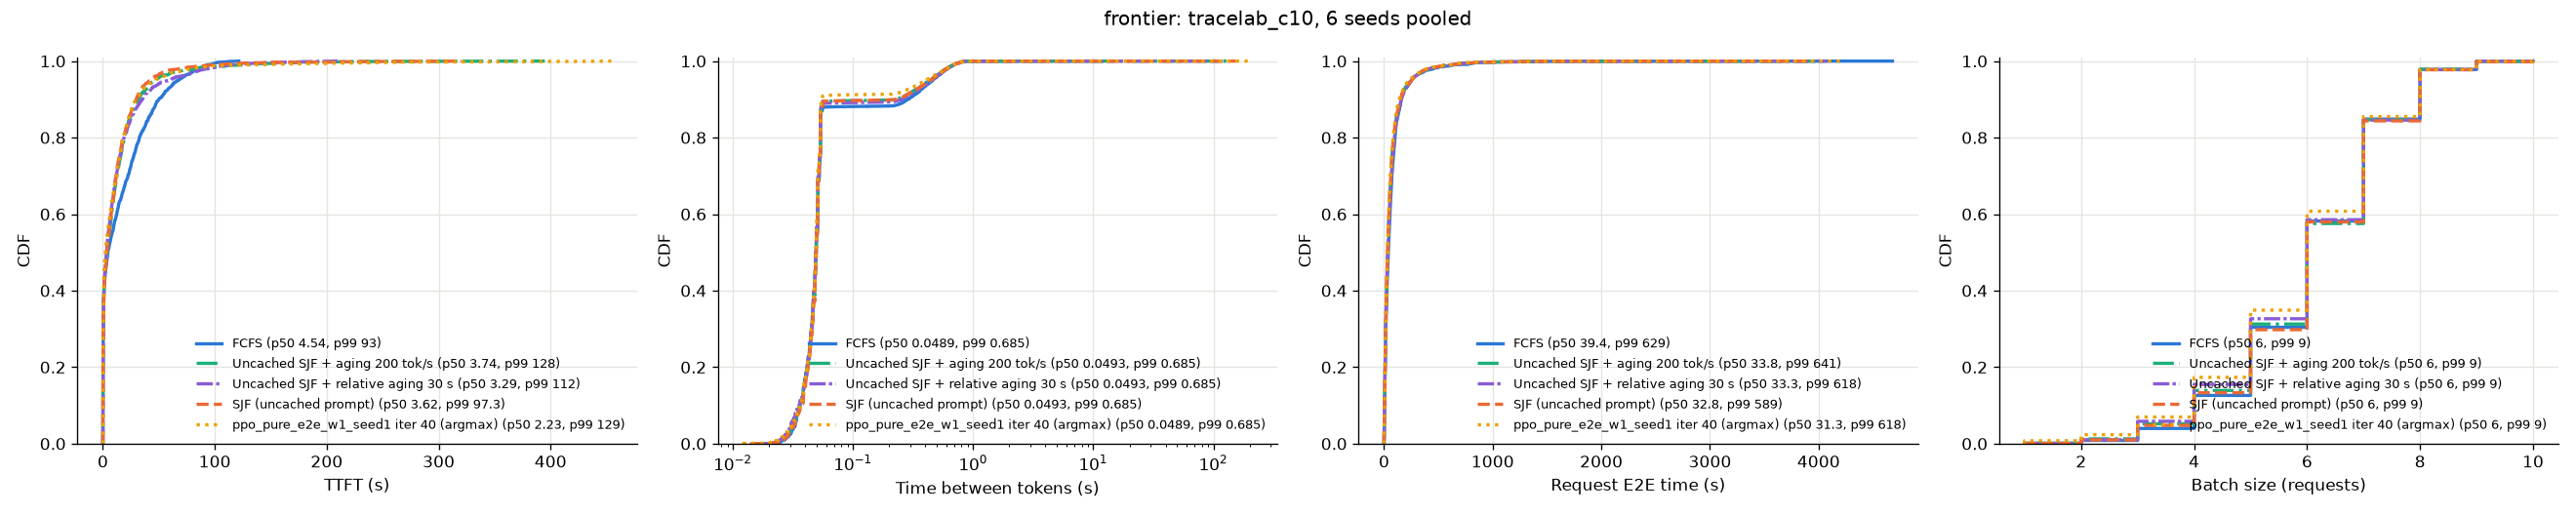 frontier: tracelab_c10, 6 seeds pooled
CDF
1.0
0.8
0.6
0.4
0.2
0.0
FCFS (p50 4.54, p99 93)
Uncached SJF + aging 200 tok/s (p50 3.74, p99 128)
Uncached SJF + relative aging 30 s (p50 3.29, p99 112)
SJF (uncached prompt) (p50 3.62, p99 97.3)
ppo_pure_e2e_w1_seed1 iter 40 (argmax) (p50 2.23, p99 129)
0 100 200 300 400
TTFT (s)
CDF
1.0
0.8
0.6
0.4
0.2
0.0
FCFS (p50 0.0489, p99 0.685)
Uncached SJF + aging 200 tok/s (p50 0.0493, p99 0.685)
Uncached SJF + relative aging 30 s (p50 0.0493, p99 0.685)
SJF (uncached prompt) (p50 0.0493, p99 0.685)
ppo_pure_e2e_w1_seed1 iter 40 (argmax) (p50 0.0489, p99 0.685)
10⁻² 10⁻¹ 10⁰ 10¹ 10²
Time between tokens (s)
CDF
1.0
0.8
0.6
0.4
0.2
0.0
FCFS (p50 39.4, p99 629)
Uncached SJF + aging 200 tok/s (p50 33.8, p99 641)
Uncached SJF + relative aging 30 s (p50 33.3, p99 618)
SJF (uncached prompt) (p50 32.8, p99 589)
ppo_pure_e2e_w1_seed1 iter 40 (argmax) (p50 31.3, p99 618)
0 1000 2000 3000 4000
Request E2E time (s)
CDF
1.0
0.8
0.6
0.4
0.2
0.0
FCFS (p50 6, p99 9)
Uncached SJF + aging 200 tok/s (p50 6, p99 9)
Uncached SJF + relative aging 30 s (p50 6, p99 9)
SJF (uncached prompt) (p50 6, p99 9)
ppo_pure_e2e_w1_seed1 iter 40 (argmax) (p50 6, p99 9)
2 4 6 8 10
Batch size (requests)